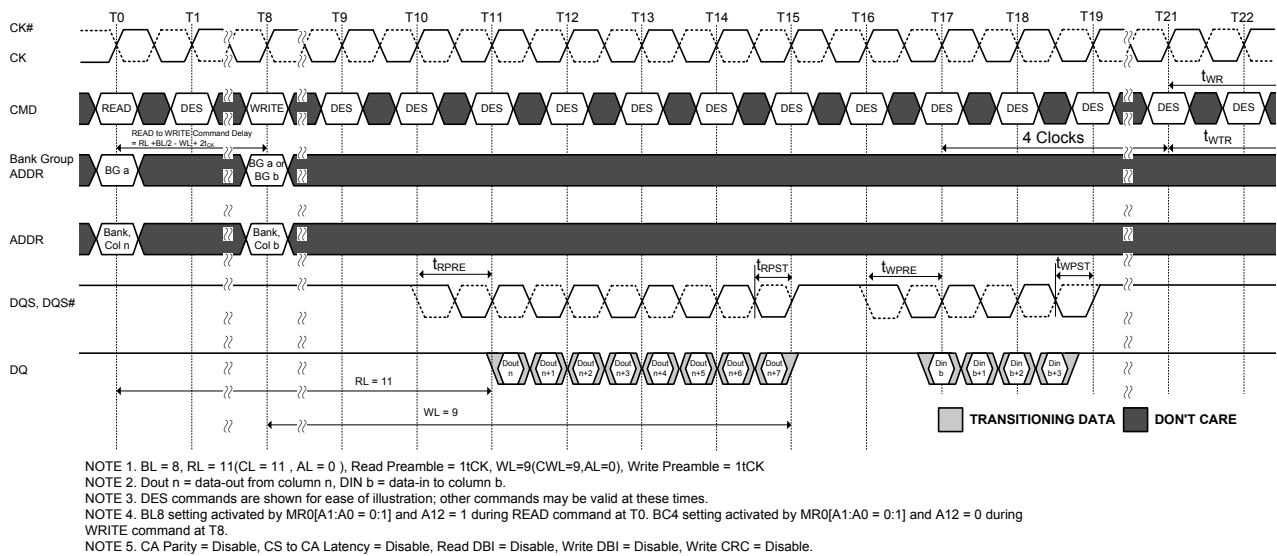 T0 T1 T8 T9 T10 T11 T12 T13 T14 T15 T16 T17 T18 T19 T21 T22
CK#
CK
tWR
CMD READ DES WRITE DES DES DES DES DES DES DES DES DES DES DES DES DES
READ to WRITE Command Delay
= RL +BL/2 - WL + 2tCK
4 Clocks
tWTR
Bank Group
ADDR
BG a
BG a or
BG b
ADDR
Bank,
Col n
Bank,
Col b
tRPRE tRPST tWPRE tWPST
DQS, DQS#
DQ
Dout
n
Dout
n+1
Dout
n+2
Dout
n+3
Dout
n+4
Dout
n+5
Dout
n+6
Dout
n+7
Din
b
Din
b+1
Din
b+2
Din
b+3
RL = 11
WL = 9
TRANSITIONING DATA DON'T CARE
NOTE 1. BL = 8, RL = 11(CL = 11 , AL = 0 ), Read Preamble = 1tCK, WL=9(CWL=9,AL=0), Write Preamble = 1tCK
NOTE 2. Dout n = data-out from column n, DIN b = data-in to column b.
NOTE 3. DES commands are shown for ease of illustration; other commands may be valid at these times.
NOTE 4. BL8 setting activated by MR0[A1:A0 = 0:1] and A12 = 1 during READ command at T0. BC4 setting activated by MR0[A1:A0 = 0:1] and A12 = 0 during
WRITE command at T8.
NOTE 5. CA Parity = Disable, CS to CA Latency = Disable, Read DBI = Disable, Write DBI = Disable, Write CRC = Disable.